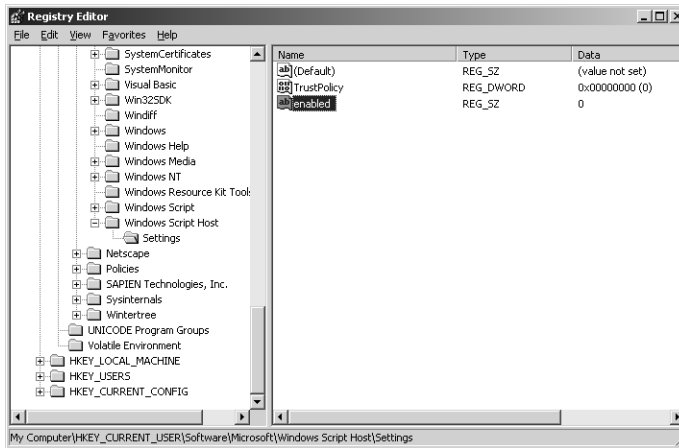 Registry Editor
File Edit View Favorites Help
SystemCertificates
SystemMonitor
Visual Basic
Win32SDK
Windiff
Windows
Windows Help
Windows Media
Windows NT
Windows Resource Kit Tools
Windows Script
Windows Script Host
Settings
Netscape
Policies
SAPIEN Technologies, Inc.
Sysinternals
Wintertree
UNICODE Program Groups
Volatile Environment
HKEY_LOCAL_MACHINE
HKEY_USERS
HKEY_CURRENT_CONFIG
Name Type Data
(Default) REG_SZ (value not set)
TrustPolicy REG_DWORD 0x00000000 (0)
enabled REG_SZ 0
My Computer\HKEY_CURRENT_USER\Software\Microsoft\Windows Script Host\Settings